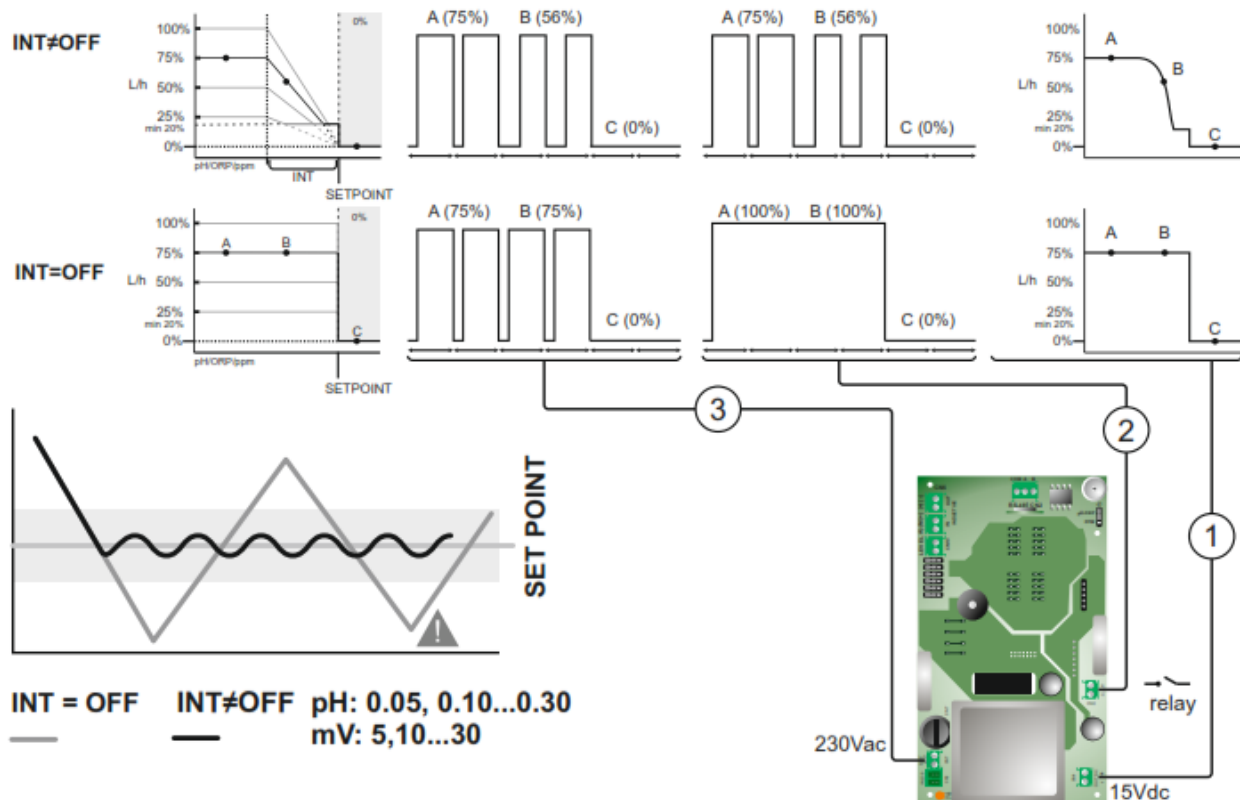 INT≠OFF
100%
75%
L/h
50%
25%
min 20%
0%
pH/ORP/ppm
INT
SETPOINT
0%
A (75%) B (56%)
C (0%)
A (75%) B (56%)
C (0%)
100%
75%
L/h
50%
25%
min 20%
0%
A
B
C
INT=OFF
100%
75%
L/h
50%
25%
min 20%
0%
pH/ORP/ppm
A
B
C
0%
SETPOINT
A (75%) B (75%)
C (0%)
A (100%) B (100%)
C (0%)
100%
75%
L/h
50%
25%
min 20%
0%
A
B
C
3
2
1
SET POINT
!
INT = OFF INT≠OFF pH: 0.05, 0.10...0.30
mV: 5,10...30
relay
230Vac
15Vdc